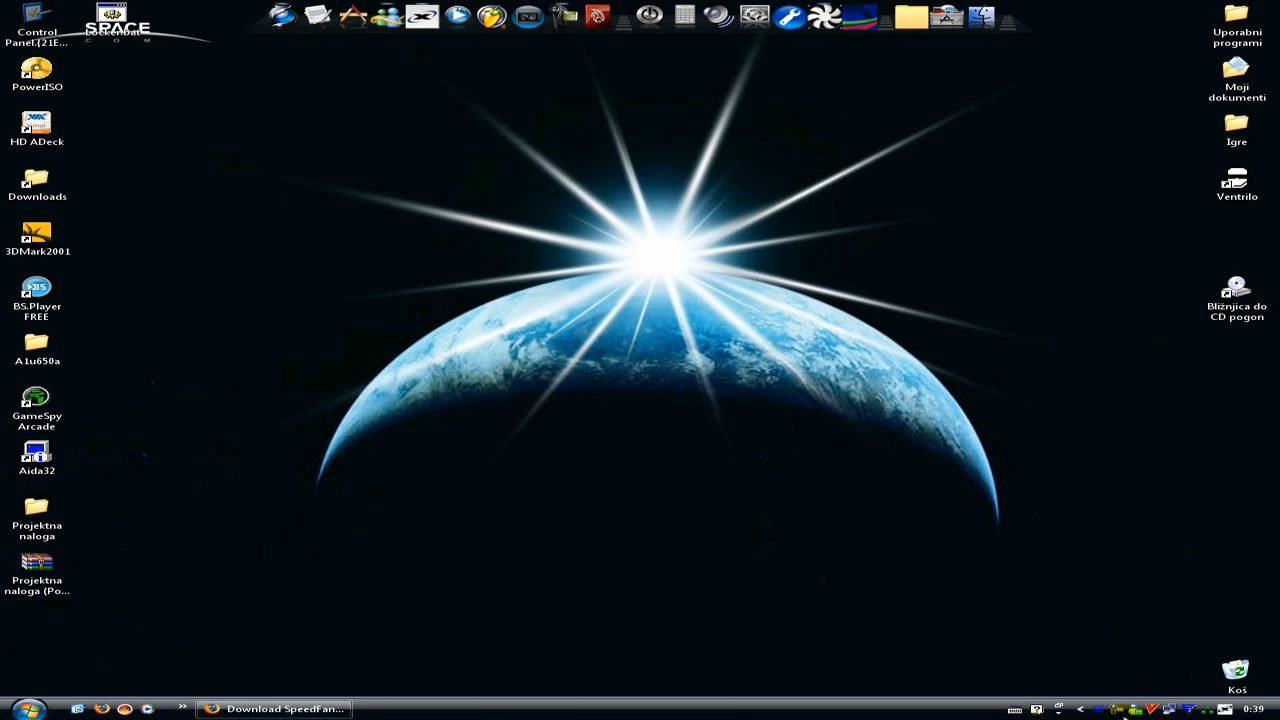 Control
Panel.{21E...
SPACE
C O M
PowerISO
HD ADeck
Downloads
3DMark2001
BS.Player
FREE
A1u650a
GameSpy
Arcade
Aida32
Projektna
naloga
Projektna
naloga (Po...
Uporabni
programi
Moji
dokumenti
Igre
Ventrilo
Bližnjica do
CD pogon
Koš
Download SpeedFan...
0:39